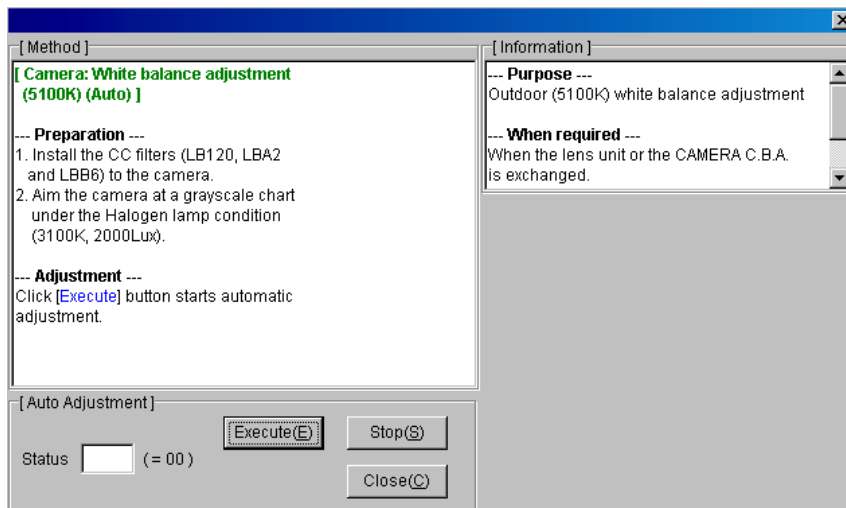 [ Method ]
[ Camera: White balance adjustment
(5100K) (Auto) ]
--- Preparation ---
1. Install the CC filters (LB120, LBA2
and LBB6) to the camera.
2. Aim the camera at a grayscale chart
under the Halogen lamp condition
(3100K, 2000Lux).
--- Adjustment ---
Click [Execute] button starts automatic
adjustment.
[ Information ]
--- Purpose ---
Outdoor (5100K) white balance adjustment
--- When required ---
When the lens unit or the CAMERA C.B.A.
is exchanged.
[ Auto Adjustment ]
Execute(E)
Stop(S)
Status
( = 00 )
Close(C)